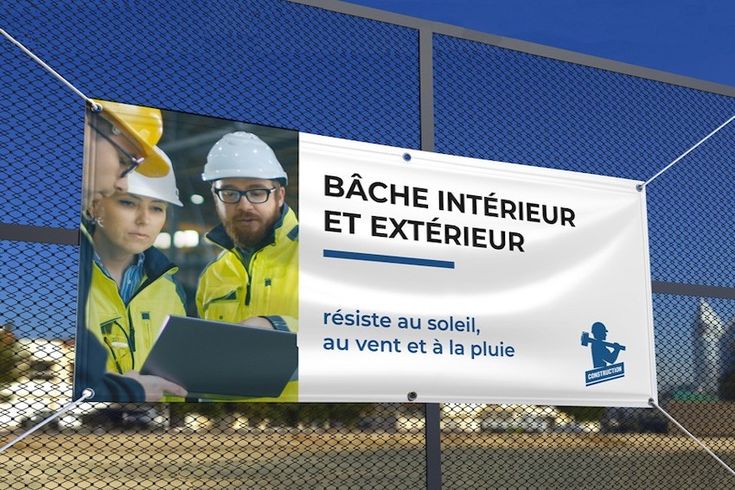 BÂCHE INTÉRIEUR
ET EXTÉRIEUR
résiste au soleil,
au vent et à la pluie
CONSTRUCTION